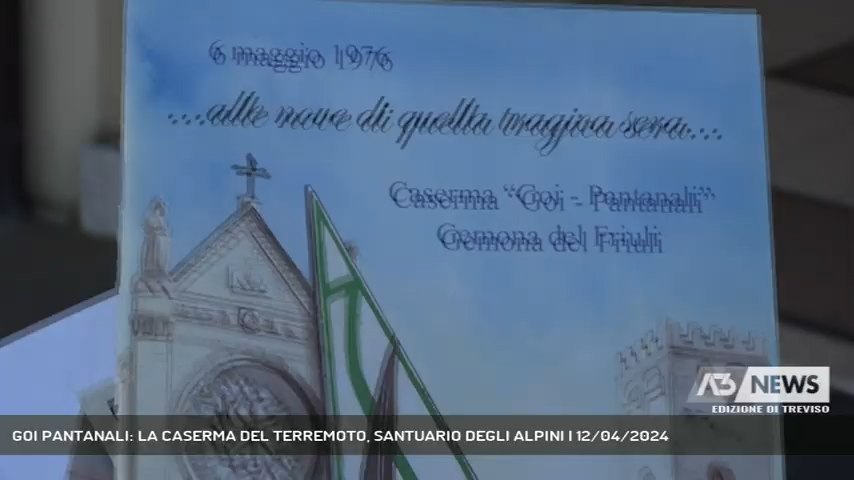 6 maggio 1976
....alle nove di quella tragica sera....
Caserma “Goi - Pantanali”
Gemona del Friuli
A3 NEWS
EDIZIONE DI TREVISO
GOI PANTANALI: LA CASERMA DEL TERREMOTO, SANTUARIO DEGLI ALPINI | 12/04/2024